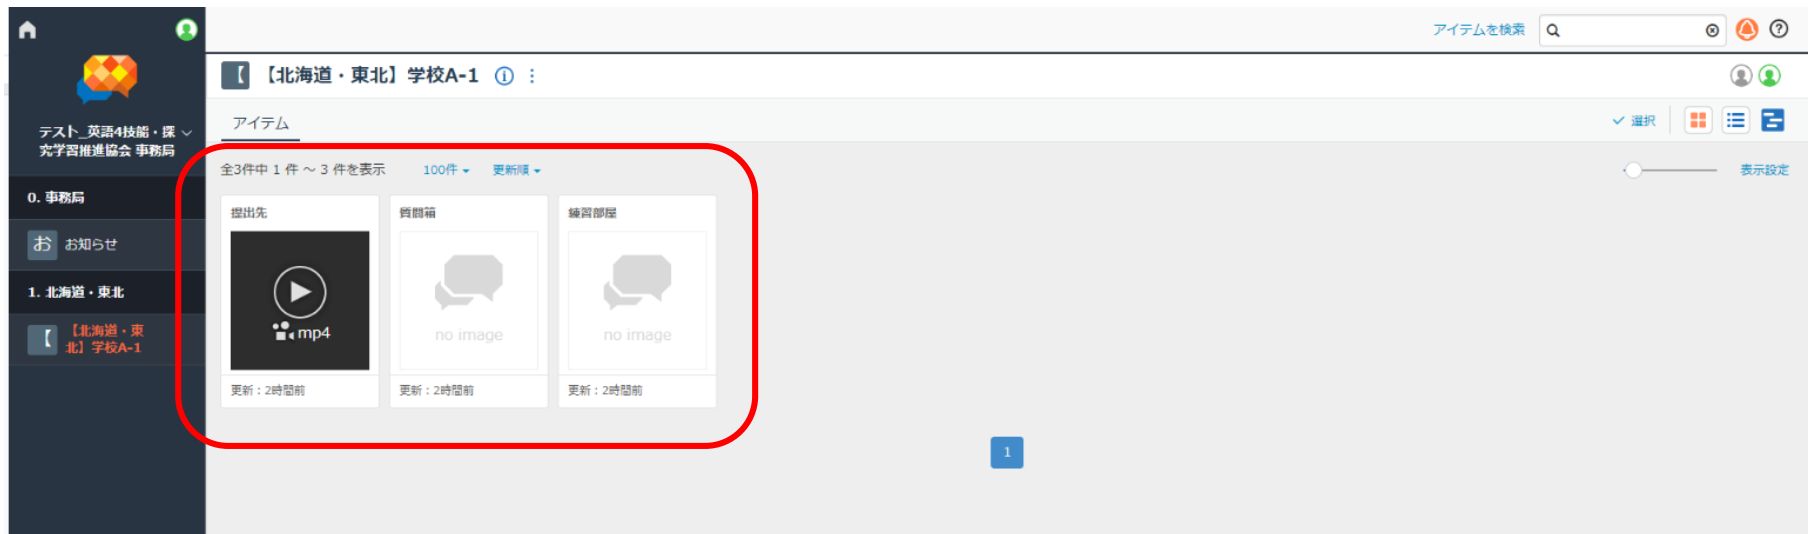 アイテムを検索
テスト_英語4技能・探
究学習推進協会 事務局
0. 事務局
お お知らせ
1. 北海道・東北
【 【北海道・東
北】学校A-1
【 【北海道・東北】学校A-1
アイテム
選択
全3件中 1 件 ～ 3 件を表示 100件 更新順
表示設定
提出先
mp4
更新：2時間前
質問箱
no image
更新：2時間前
練習部屋
no image
更新：2時間前
1